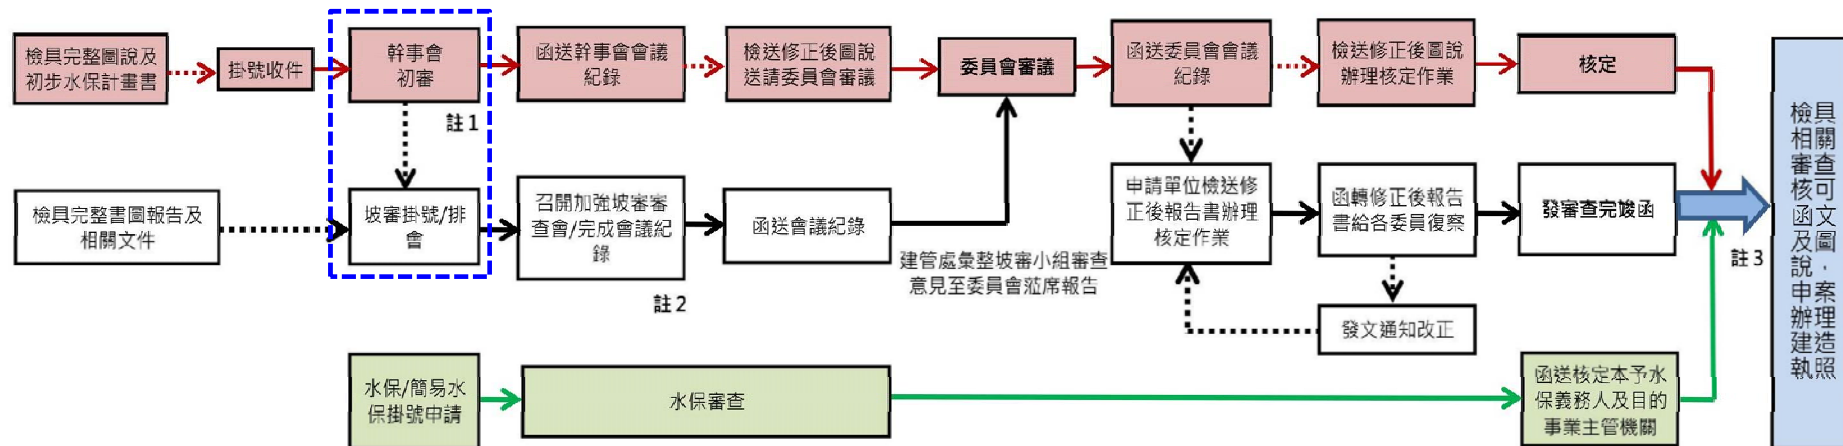 檢具完整圖說及
初步水保計畫書
掛號收件
幹事會
初審
函送幹事會會議
紀錄
檢送修正後圖說
送請委員會審議
委員會審議
函送委員會會議
紀錄
檢送修正後圖說
辦理核定作業
核定
註 1
檢具完整書圖報告及
相關文件
坡審掛號/排
會
召開加強坡審審
查會/完成會議紀
錄
註 2
函送會議紀錄
建管處彙整坡審小組審查
意見至委員會蒞席報告
申請單位檢送修
正後報告書辦理
核定作業
函轉修正後報告
書給各委員復察
發文通知改正
發審查完竣函
註 3
水保/簡易水
保掛號申請
水保審查
函送核定本予水
保義務人及目的
事業主管機關
檢具
相關
審查
核可
函文
及圖
說，
申案
辦理
建造
執照